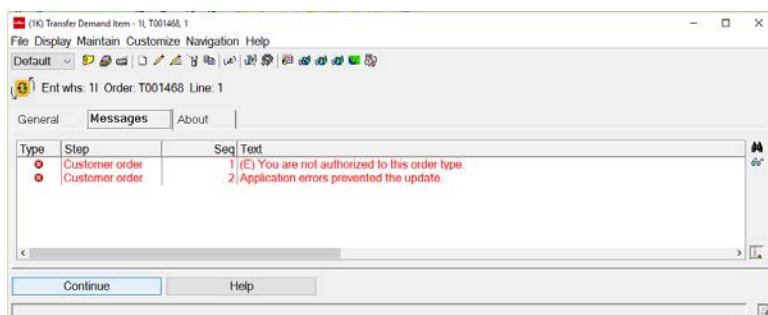 (1K) Transfer Demand Item - 1I, T001468, 1
File Display Maintain Customize Navigation Help
Default
Ent whs: 1I Order: T001468 Line: 1
General Messages About
Type Step Seq Text
Customer order 1 (E) You are not authorized to this order type.
Customer order 2 Application errors prevented the update.
Continue Help